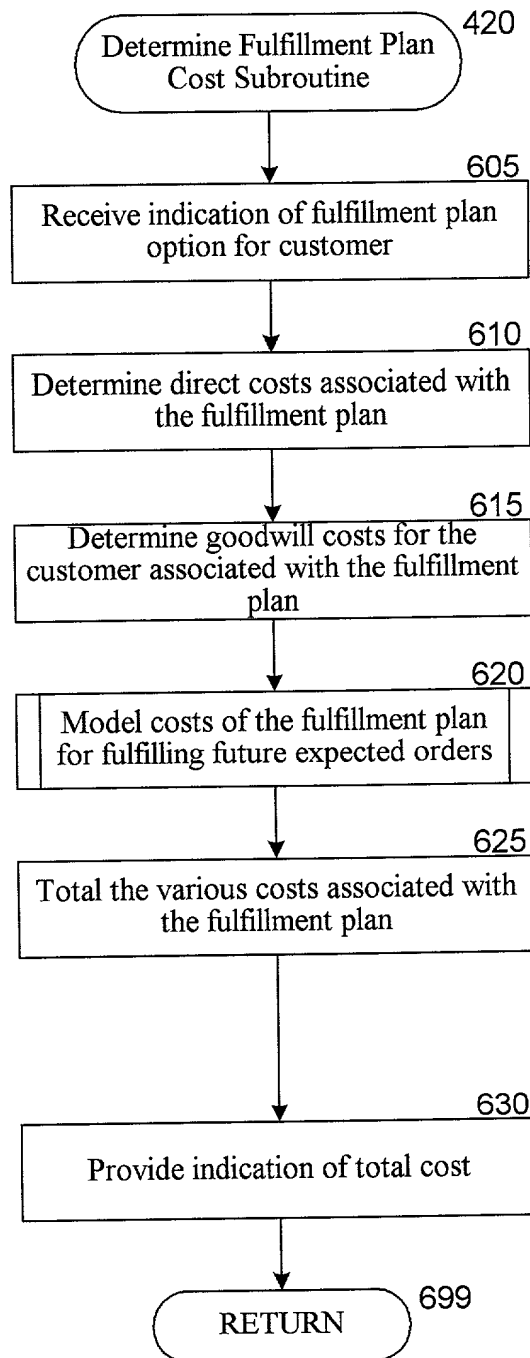 420
Determine Fulfillment Plan
Cost Subroutine
605
Receive indication of fulfillment plan
option for customer
610
Determine direct costs associated with
the fulfillment plan
615
Determine goodwill costs for the
customer associated with the fulfillment
plan
620
Model costs of the fulfillment plan
for fulfilling future expected orders
625
Total the various costs associated with
the fulfillment plan
630
Provide indication of total cost
699
RETURN